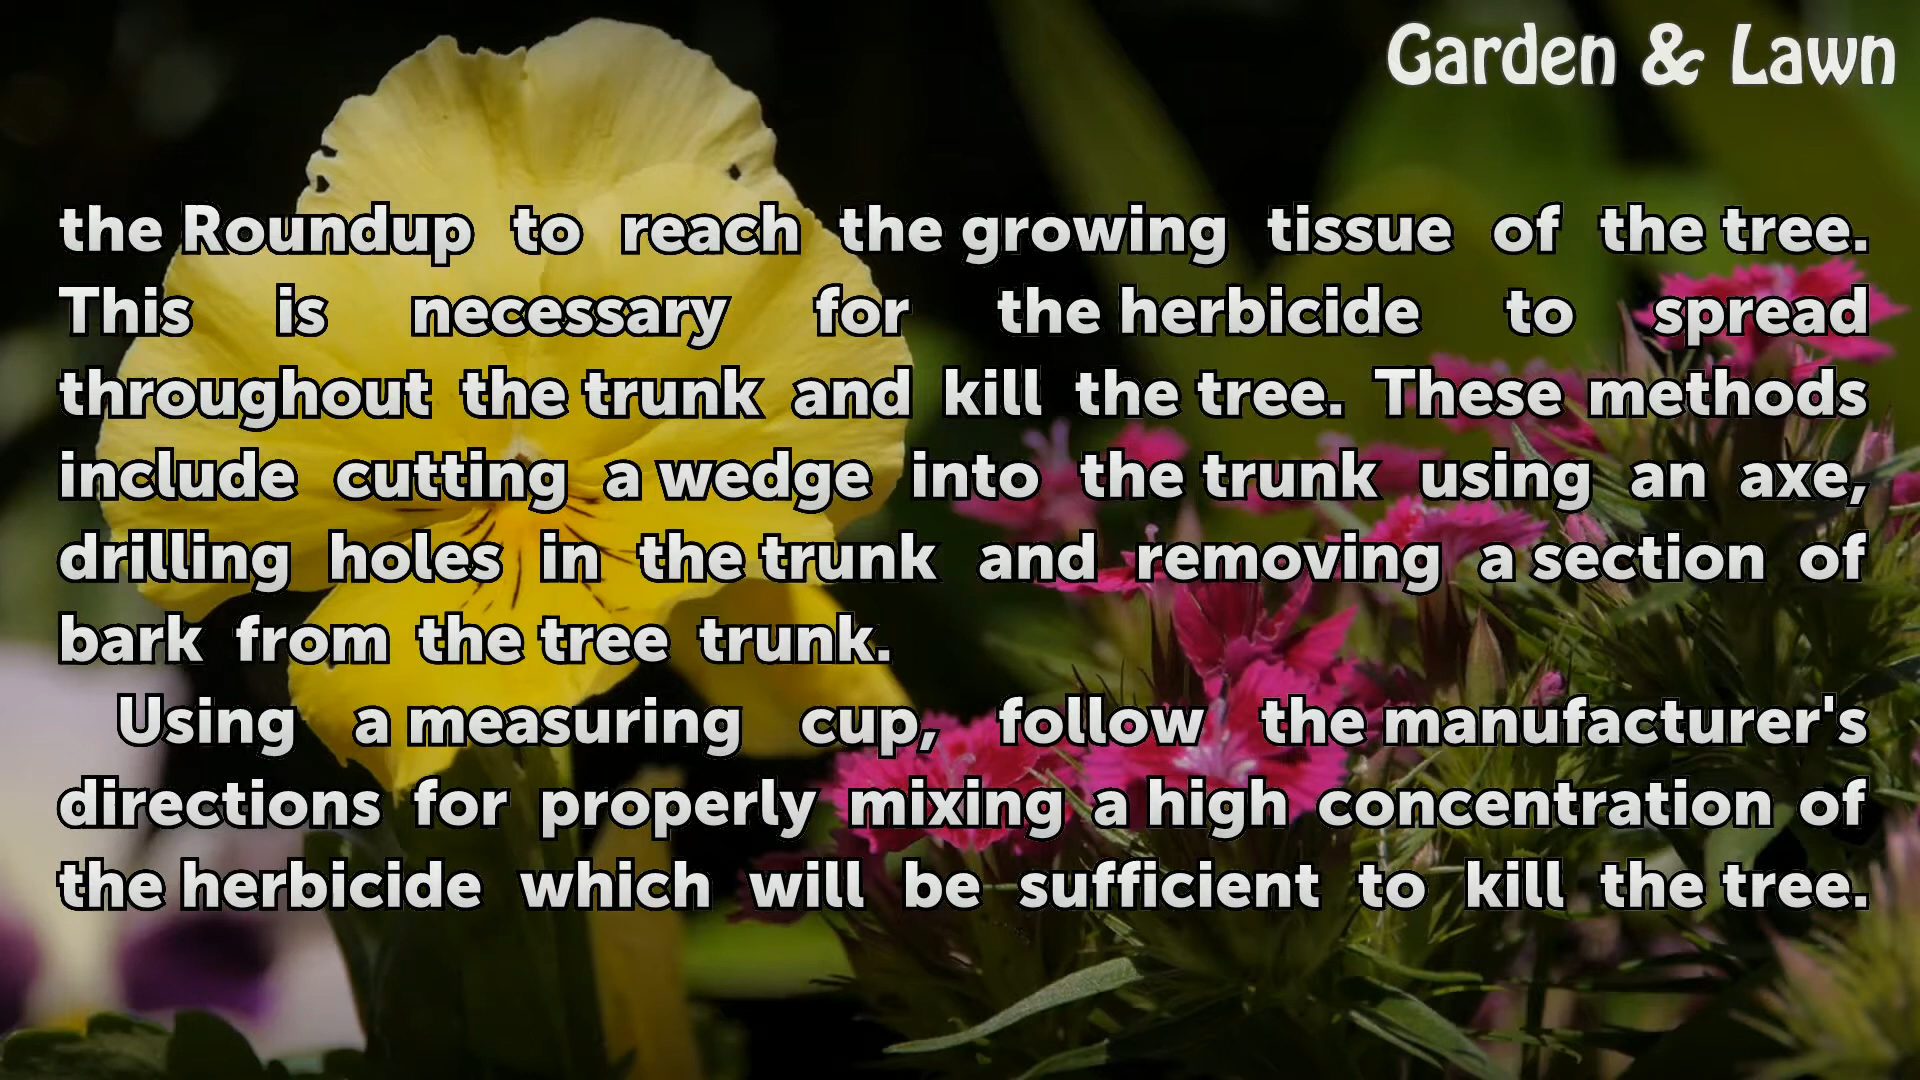 Garden & Lawn
the Roundup to reach the growing tissue of the tree.
This is necessary for the herbicide to spread
throughout the trunk and kill the tree. These methods
include cutting a wedge into the trunk using an axe,
drilling holes in the trunk and removing a section of
bark from the tree trunk.
Using a measuring cup, follow the manufacturer's
directions for properly mixing a high concentration of
the herbicide which will be sufficient to kill the tree.